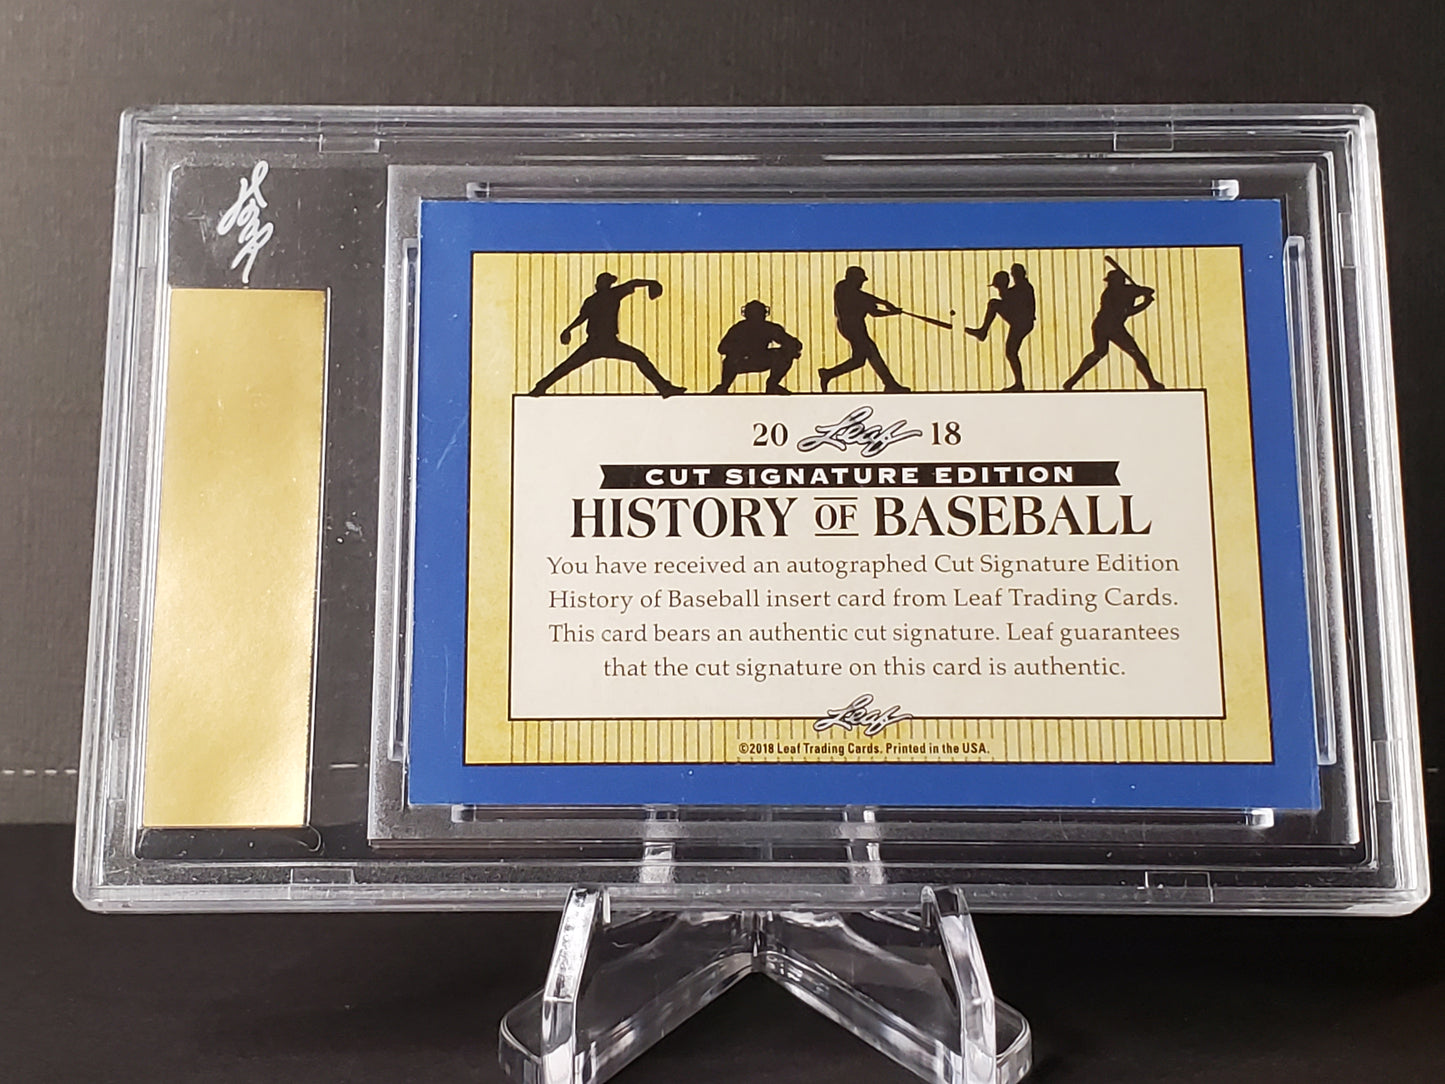 Leaf
20 Leaf 18
CUT SIGNATURE EDITION
HISTORY OF BASEBALL
You have received an autographed Cut Signature Edition
History of Baseball insert card from Leaf Trading Cards.
This card bears an authentic cut signature. Leaf guarantees
that the cut signature on this card is authentic.
Leaf
©2018 Leaf Trading Cards. Printed in the USA.